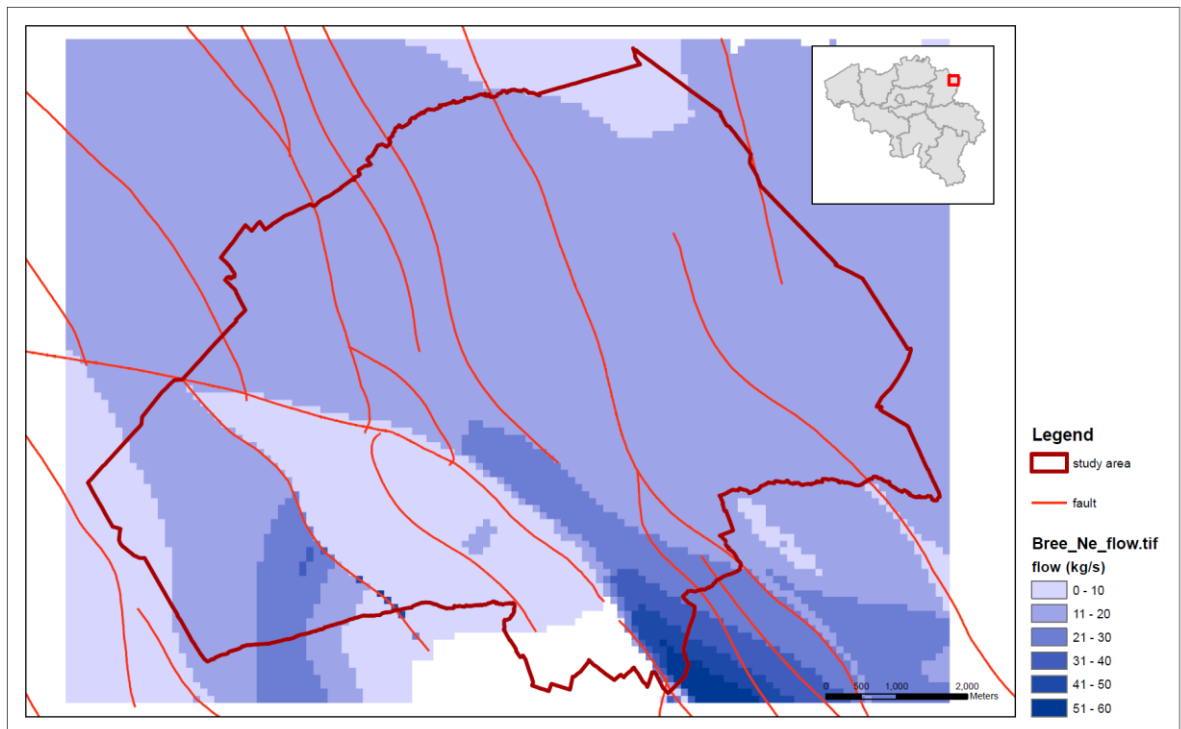 Legend
study area
fault
Bree_Ne_flow.tif
flow (kg/s)
0 - 10
11 - 20
21 - 30
31 - 40
41 - 50
51 - 60
0 500 1,000 2,000
Meters